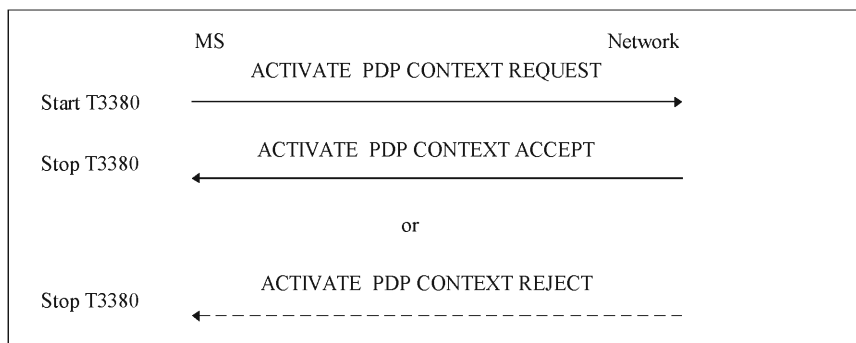 MS Network
ACTIVATE PDP CONTEXT REQUEST
Start T3380
ACTIVATE PDP CONTEXT ACCEPT
Stop T3380
or
ACTIVATE PDP CONTEXT REJECT
Stop T3380